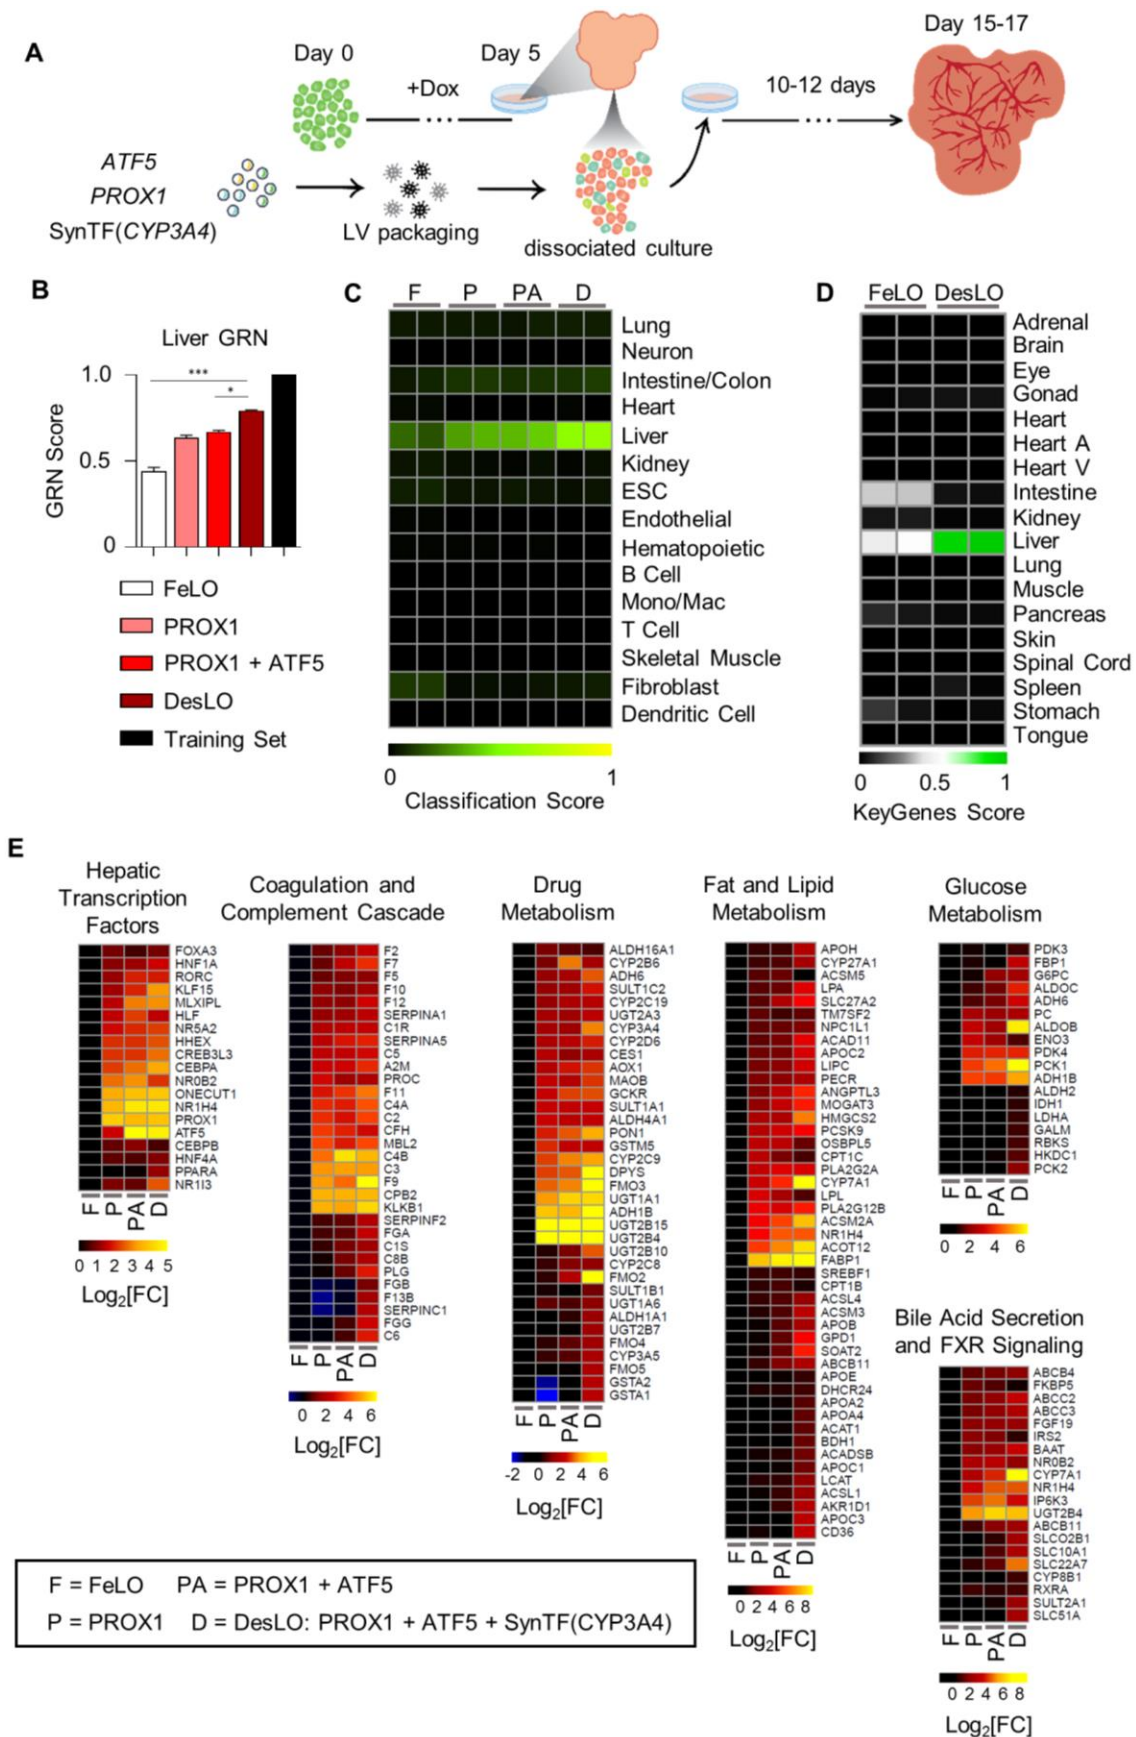 A
Day 0
+Dox
Day 5
10-12 days
Day 15-17
ATF5
PROX1
SynTF(CYP3A4)
LV packaging
dissociated culture
B
Liver GRN
GRN Score
1.0
0.5
0
***
*
FeLO
PROX1
PROX1 + ATF5
DesLO
Training Set
C
F P PA D
Lung
Neuron
Intestine/Colon
Heart
Liver
Kidney
ESC
Endothelial
Hematopoietic
B Cell
Mono/Mac
T Cell
Skeletal Muscle
Fibroblast
Dendritic Cell
0 1
Classification Score
D
FeLO DesLO
Adrenal
Brain
Eye
Gonad
Heart
Heart A
Heart V
Intestine
Kidney
Liver
Lung
Muscle
Pancreas
Skin
Spinal Cord
Spleen
Stomach
Tongue
0 0.5 1
KeyGenes Score
E
Hepatic
Transcription
Factors
FOXA3
HNF1A
RORC
KLF15
MLXIPL
HLF
NR5A2
HHEX
CREB3L3
CEBPA
NR0B2
ONECUT1
NR1H4
PROX1
ATF5
CEBPB
HNF4A
PPARA
NR1I3
F P PA D
0 1 2 3 4 5
Log2[FC]
Coagulation and
Complement Cascade
F2
F7
F5
F10
F12
SERPINA1
C1R
SERPINA5
C5
A2M
PROC
F11
C4A
C2
CFH
MBL2
C4B
C3
F9
CPB2
KLKB1
SERPINF2
FGA
C1S
C8B
PLG
FGB
F13B
SERPINC1
FGG
C6
F P PA D
0 2 4 6
Log2[FC]
Drug
Metabolism
ALDH16A1
CYP2B6
ADH6
SULT1C2
CYP2C19
UGT2A3
CYP3A4
CYP2D6
CES1
AOX1
MAOB
GCKR
SULT1A1
ALDH4A1
PON1
GSTM5
CYP2C9
DPYS
FMO3
UGT1A1
ADH1B
UGT2B15
UGT2B4
UGT2B10
CYP2C8
FMO2
SULT1B1
UGT1A6
ALDH1A1
UGT2B7
FMO4
CYP3A5
FMO5
GSTA2
GSTA1
F P PA D
-2 0 2 4 6
Log2[FC]
Fat and Lipid
Metabolism
APOH
CYP27A1
ACSM5
LPA
SLC27A2
TM7SF2
NPC1L1
ACAD11
APOC2
LIPC
PECR
ANGPTL3
MOGAT3
HMGCS2
PCSK9
OSBPL5
CPT1C
PLA2G2A
CYP7A1
LPL
PLA2G12B
ACSM2A
NR1H4
ACOT12
FABP1
SREBF1
CPT1B
ACSL4
ACSM3
APOB
GPD1
SOAT2
ABCB11
APOE
DHCR24
APOA2
APOA4
ACAT1
BDH1
ACADSB
APOC1
LCAT
ACSL1
AKR1D1
APOC3
CD36
F P PA D
0 2 4 6 8
Log2[FC]
Glucose
Metabolism
PDK3
FBP1
G6PC
ALDOC
ADH6
PC
ALDOB
ENO3
PDK4
PCK1
ADH1B
ALDH2
IDH1
LDHA
GALM
RBKS
HKDC1
PCK2
F P PA D
0 2 4 6
Log2[FC]
Bile Acid Secretion
and FXR Signaling
ABCB4
FKBP5
ABCC2
ABCC3
FGF19
IRS2
BAAT
NR0B2
CYP7A1
NR1H4
IP6K3
UGT2B4
ABCB11
SLCO2B1
SLC10A1
SLC22A7
CYP8B1
RXRA
SULT2A1
SLC51A
F P PA D
0 2 4 6 8
Log2[FC]
F = FeLO PA = PROX1 + ATF5
P = PROX1 D = DesLO: PROX1 + ATF5 + SynTF(CYP3A4)